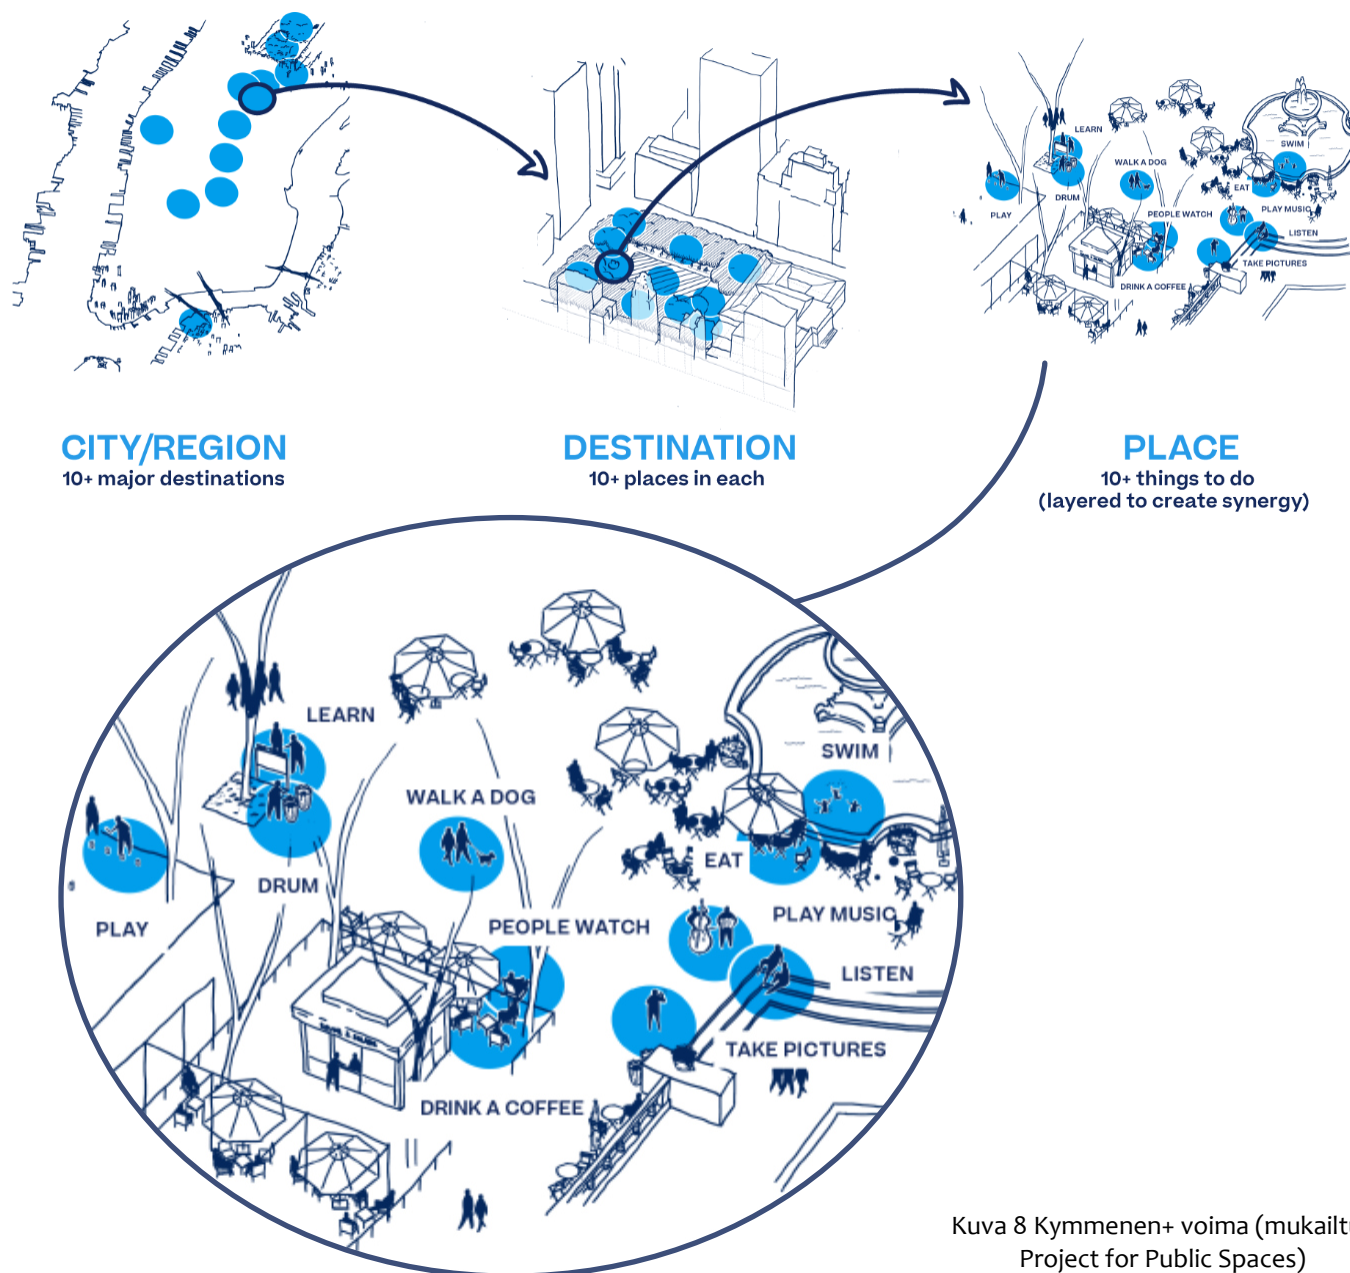 LEARN
SWIM
WALK A DOG
EAT
PLAY
DRUM
PEOPLE WATCH
PLAY MUSIC
LISTEN
TAKE PICTURES
DRINK A COFFEE
CITY/REGION
10+ major destinations
DESTINATION
10+ places in each
PLACE
10+ things to do
(layered to create synergy)
LEARN
SWIM
WALK A DOG
EAT
DRUM
PLAY
PEOPLE WATCH
PLAY MUSIC
LISTEN
TAKE PICTURES
DRINK A COFFEE
Kuva 8 Kymmenen+ voima
Project for Public Spaces)